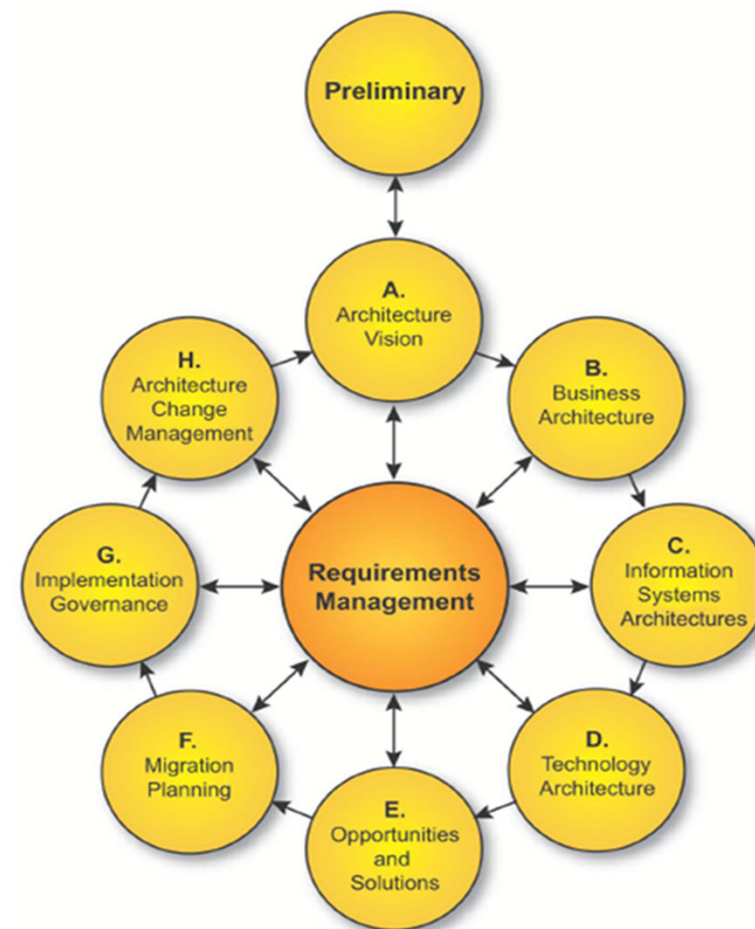 Preliminary
A.
Architecture
Vision
B.
Business
Architecture
C.
Information
Systems
Architectures
D.
Technology
Architecture
E.
Opportunities
and
Solutions
F.
Migration
Planning
G.
Implementation
Governance
H.
Architecture
Change
Management
Requirements
Management